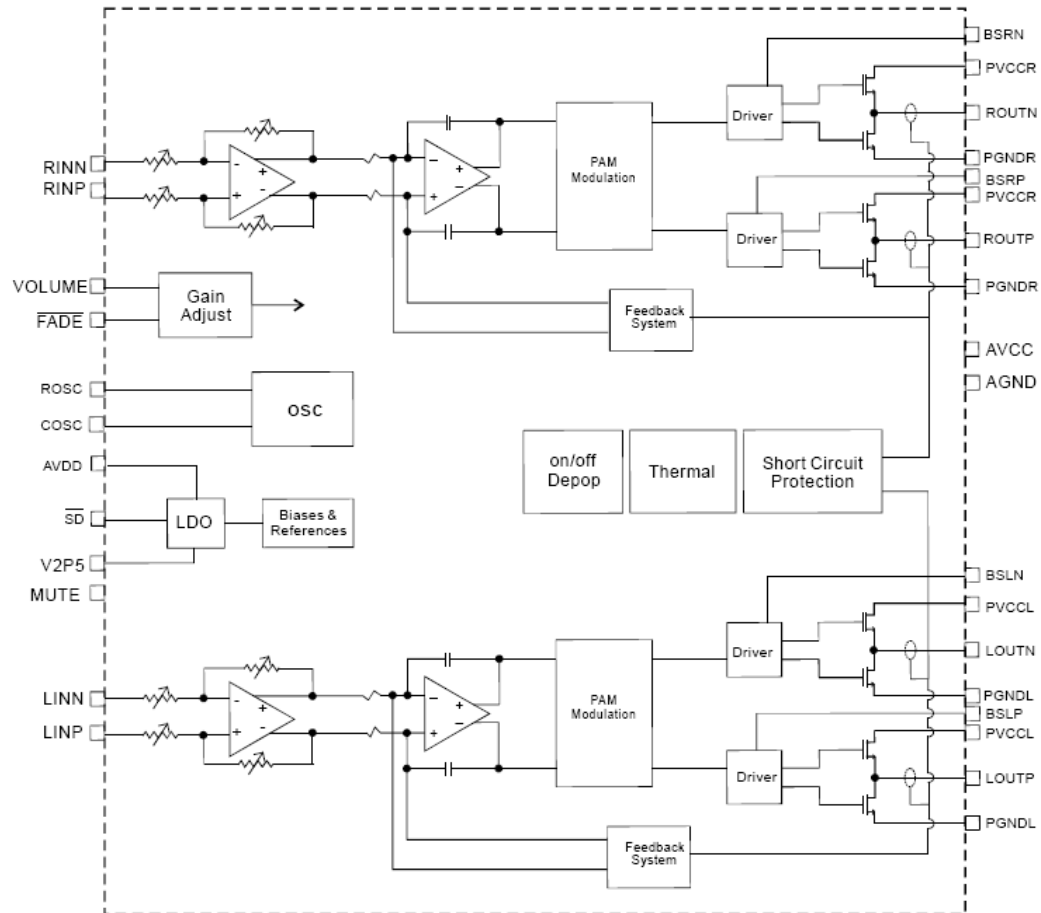 BSRN
PVCCR
Driver
ROUTN
PAM
Modulation
RINN
RINP
- + + -
- + + −
PGNDR
BSRP
PVCCR
Driver
ROUTP
VOLUME
FADE
Gain
Adjust
PGNDR
Feedback
System
AVCC
AGND
ROSC
COSC
OSC
AVDD
SD
V2P5
LDO
Biases &
References
on/off
Depop
Thermal
Short Circuit
Protection
MUTE
BSLN
PVCCL
Driver
LOUTN
PAM
Modulation
LINN
LINP
- + + -
− + + −
PGNDL
BSLP
PVCCL
Driver
LOUTP
PGNDL
Feedback
System